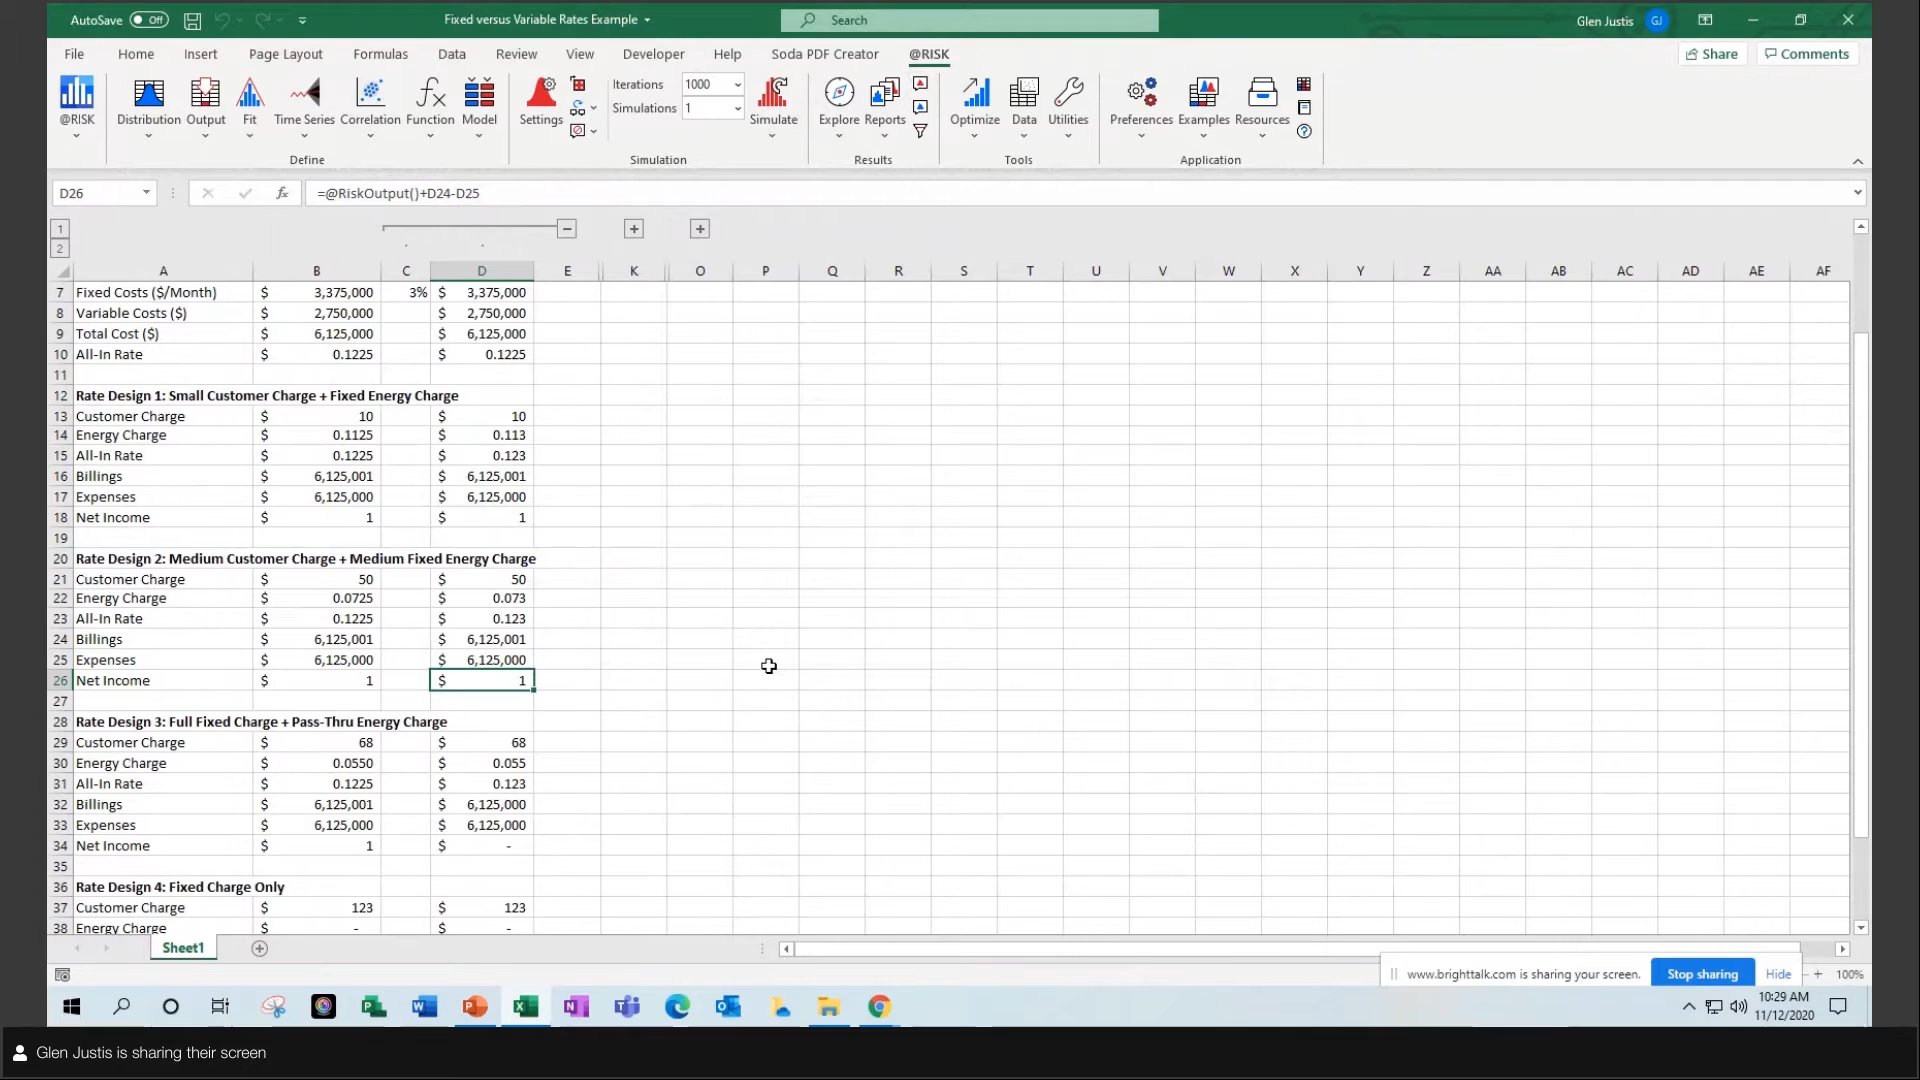 AutoSave Off Fixed versus Variable Rates Example Search Glen Justis GJ
File Home Insert Page Layout Formulas Data Review View Developer Help Soda PDF Creator @RISK Share Comments
@RISK Distribution Output Fit Time Series Correlation Function Model Settings Iterations 1000 Simulations 1 Simulate Explore Reports Optimize Data Utilities Preferences Examples Resources
Define Simulation Results Tools Application
D26 fx =@RiskOutput()+D24-D25
1
2
A B C D E K O P Q R S T U V W X Y Z AA AB AC AD AE AF
7 Fixed Costs ($/Month) $ 3,375,000 3% $ 3,375,000
8 Variable Costs ($) $ 2,750,000 $ 2,750,000
9 Total Cost ($) $ 6,125,000 $ 6,125,000
10 All-In Rate $ 0.1225 $ 0.1225
11
12 Rate Design 1: Small Customer Charge + Fixed Energy Charge
13 Customer Charge $ 10 $ 10
14 Energy Charge $ 0.1125 $ 0.113
15 All-In Rate $ 0.1225 $ 0.123
16 Billings $ 6,125,001 $ 6,125,001
17 Expenses $ 6,125,000 $ 6,125,000
18 Net Income $ 1 $ 1
19
20 Rate Design 2: Medium Customer Charge + Medium Fixed Energy Charge
21 Customer Charge $ 50 $ 50
22 Energy Charge $ 0.0725 $ 0.073
23 All-In Rate $ 0.1225 $ 0.123
24 Billings $ 6,125,001 $ 6,125,001
25 Expenses $ 6,125,000 $ 6,125,000
26 Net Income $ 1 $ 1
27
28 Rate Design 3: Full Fixed Charge + Pass-Thru Energy Charge
29 Customer Charge $ 68 $ 68
30 Energy Charge $ 0.0550 $ 0.055
31 All-In Rate $ 0.1225 $ 0.123
32 Billings $ 6,125,001 $ 6,125,000
33 Expenses $ 6,125,000 $ 6,125,000
34 Net Income $ 1 $ -
35
36 Rate Design 4: Fixed Charge Only
37 Customer Charge $ 123 $ 123
38 Energy Charge $ - $ -
Sheet1
www.brighttalk.com is sharing your screen. Stop sharing Hide 100%
10:29 AM
11/12/2020
Glen Justis is sharing their screen